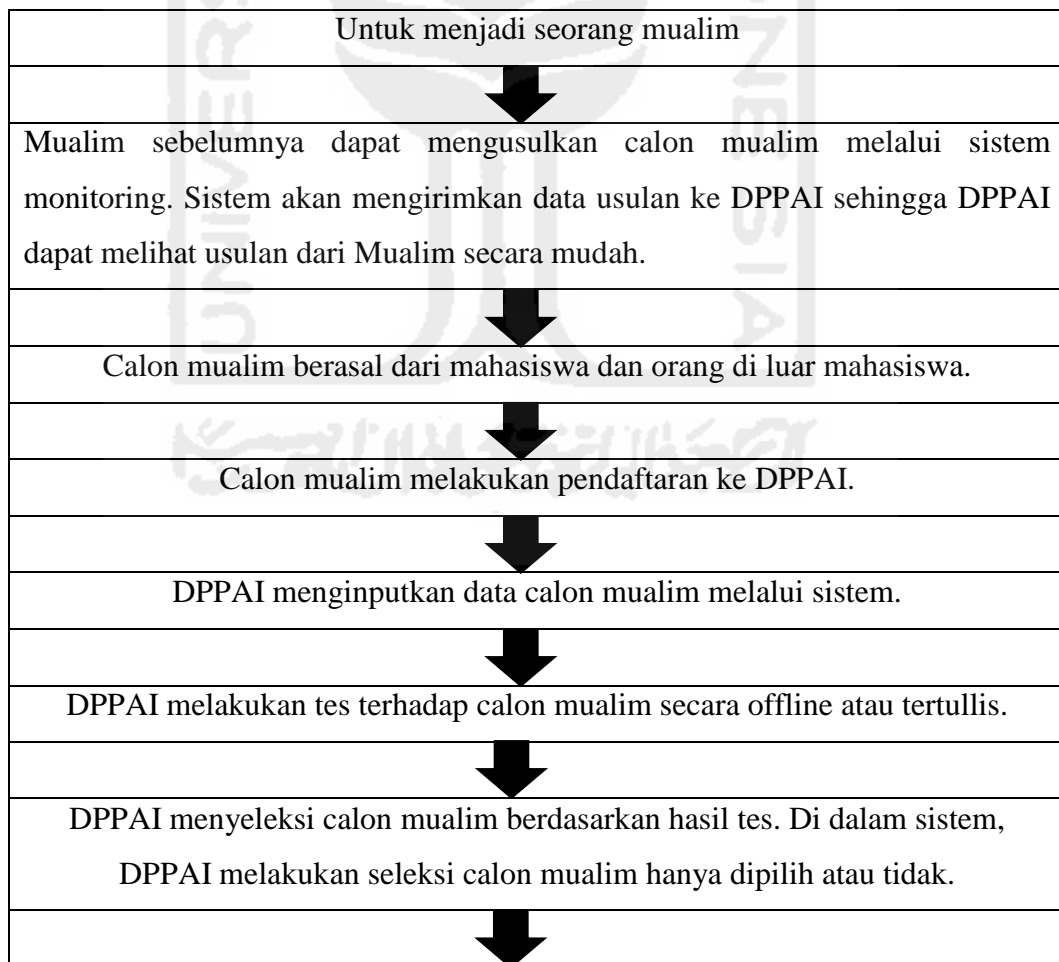 Untuk menjadi seorang mualim
Mualim sebelumnya dapat mengusulkan calon mualim melalui sistem
monitoring. Sistem akan mengirimkan data usulan ke DPPAI sehingga DPPAI
dapat melihat usulan dari Mualim secara mudah.
Calon mualim berasal dari mahasiswa dan orang di luar mahasiswa.
Calon mualim melakukan pendaftaran ke DPPAI.
DPPAI menginputkan data calon mualim melalui sistem.
DPPAI melakukan tes terhadap calon mualim secara offline atau tertullis.
DPPAI menyeleksi calon mualim berdasarkan hasil tes. Di dalam sistem,
DPPAI melakukan seleksi calon mualim hanya dipilih atau tidak.
UNIVER
ONESIA